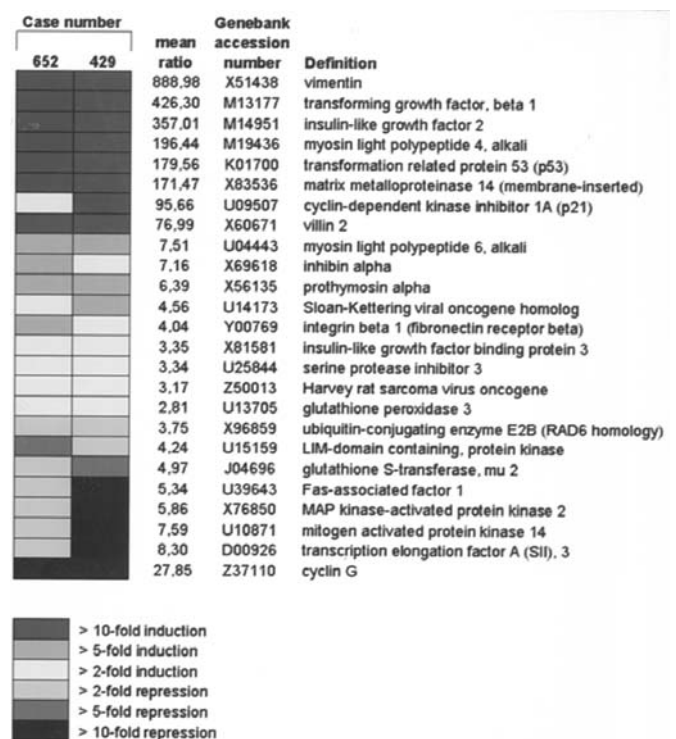 Case number
652 429
mean ratio
Genebank accession number
Definition
888,98 X51438 vimentin
426,30 M13177 transforming growth factor, beta 1
357,01 M14951 insulin-like growth factor 2
196,44 M19436 myosin light polypeptide 4, alkali
179,56 K01700 transformation related protein 53 (p53)
171,47 X83536 matrix metalloproteinase 14 (membrane-inserted)
95,66 U09507 cyclin-dependent kinase inhibitor 1A (p21)
76,99 X60671 villin 2
7,51 U04443 myosin light polypeptide 6, alkali
7,16 X69618 inhibin alpha
6,39 X56135 prothymosin alpha
4,56 U14173 Sloan-Kettering viral oncogene homolog
4,04 Y00769 integrin beta 1 (fibronectin receptor beta)
3,35 X81581 insulin-like growth factor binding protein 3
3,34 U25844 serine protease inhibitor 3
3,17 Z50013 Harvey rat sarcoma virus oncogene
2,81 U13705 glutathione peroxidase 3
3,75 X96859 ubiquitin-conjugating enzyme E2B (RAD6 homology)
4,24 U15159 LIM-domain containing, protein kinase
4,97 J04696 glutathione S-transferase, mu 2
5,34 U39643 Fas-associated factor 1
5,86 X76850 MAP kinase-activated protein kinase 2
7,59 U10871 mitogen activated protein kinase 14
8,30 D00926 transcription elongation factor A (SII), 3
27,85 Z37110 cyclin G
> 10-fold induction
> 5-fold induction
> 2-fold induction
> 2-fold repression
> 5-fold repression
> 10-fold repression